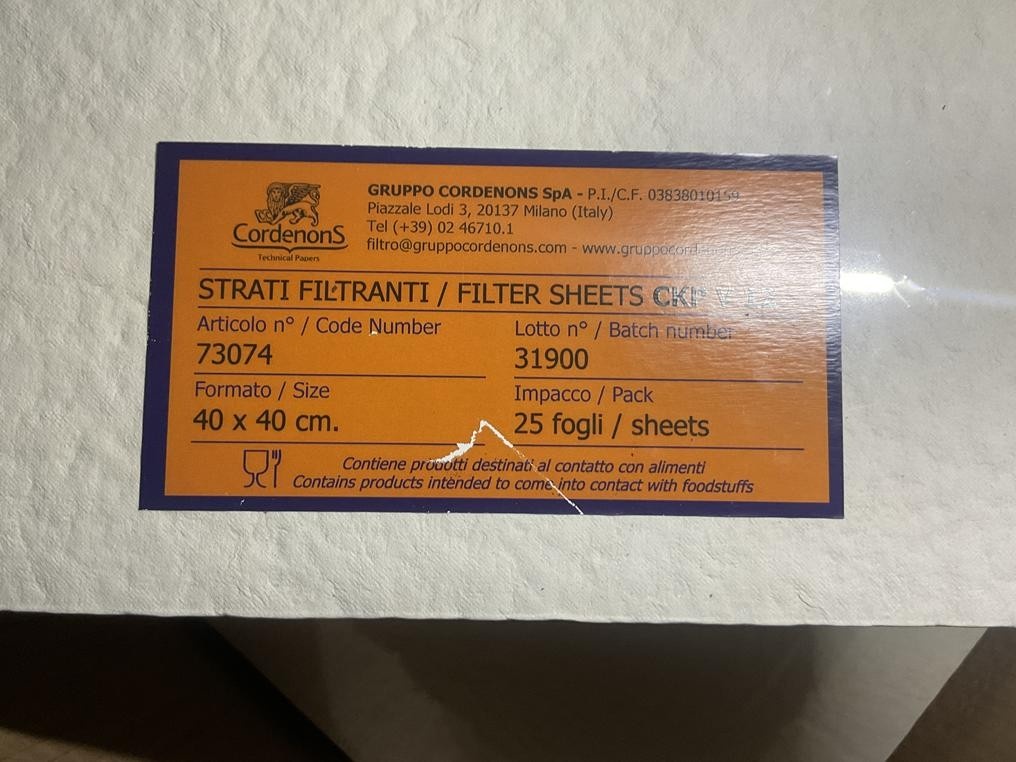 CordenonS
Technical Papers
GRUPPO CORDENONS SpA - P.I./C.F. 03838010159
Piazzale Lodi 3, 20137 Milano (Italy)
Tel (+39) 02 46710.1
filtro@gruppocordenons.com -
STRATI FILTRANTI / FILTER SHEETS CKP V
Articolo n° / Code Number
73074
Lotto n° / Batch number
31900
Formato / Size
40 x 40 cm.
Impacco / Pack
25 fogli / sheets
Contiene prodotti destinati al contatto con alimenti
Contains products intended to come into contact with foodstuffs